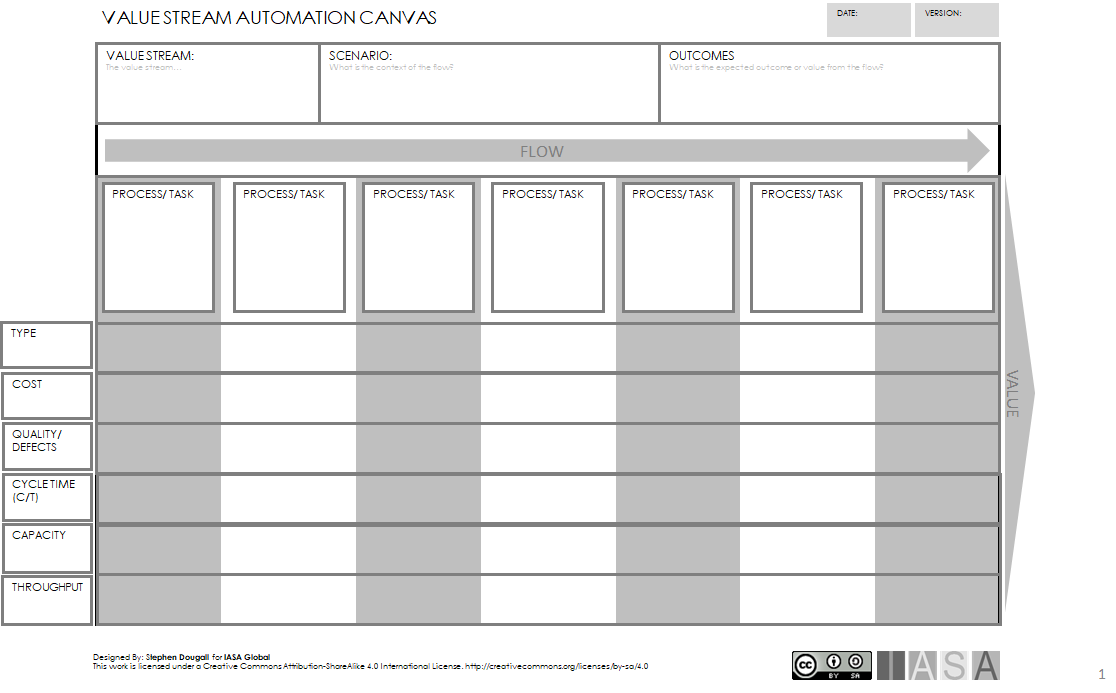 VALUE STREAM AUTOMATION CANVAS
DATE:
VERSION:
VALUE STREAM:
The value stream...
SCENARIO:
What is the context of the flow?
OUTCOMES
What is the expected outcome or value from the flow?
FLOW
PROCESS/ TASK
PROCESS/ TASK
PROCESS/ TASK
PROCESS/ TASK
PROCESS/ TASK
PROCESS/ TASK
PROCESS/ TASK
TYPE
COST
QUALITY/
DEFECTS
CYCLE TIME
(C/T)
CAPACITY
THROUGHPUT
VALUE
Designed By: Stephen Dougall for IASA Global
This work is licensed under a Creative Commons Attribution-ShareAlike 4.0 International License. http://creativecommons.org/licenses/by-sa/4.0
cc BY SA
IASA
1